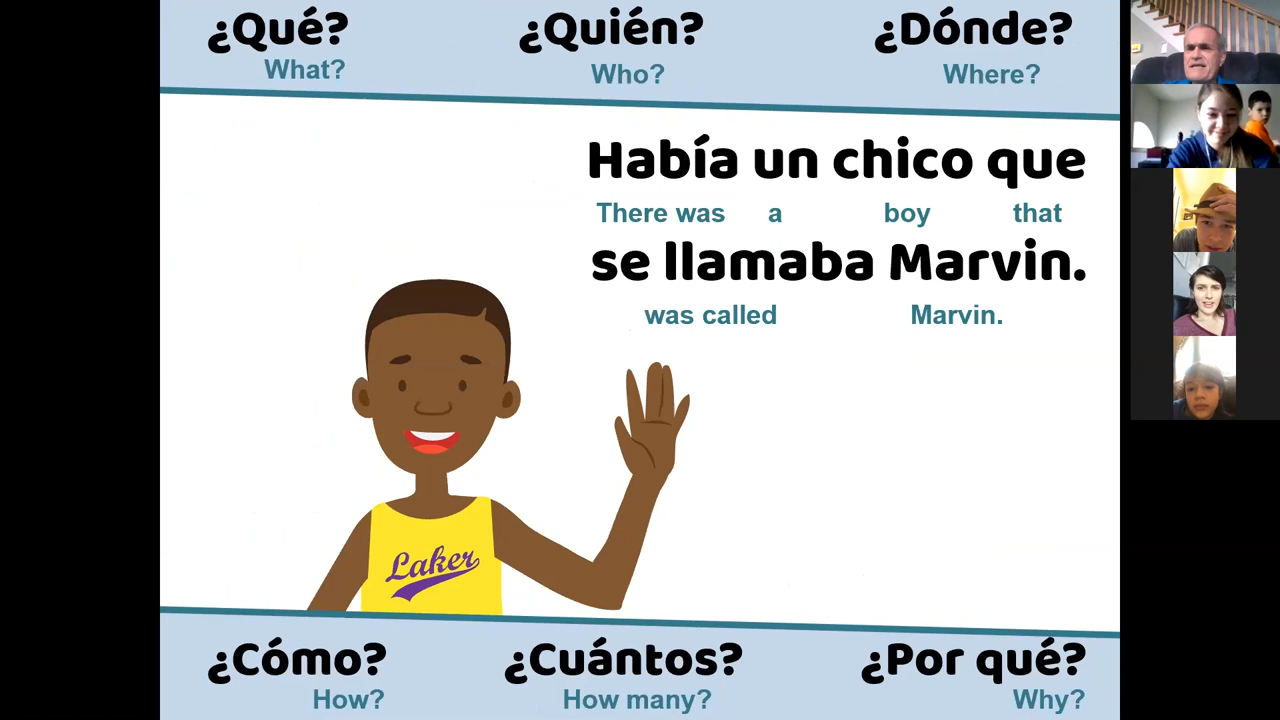 ¿Qué? ¿Quién? ¿Dónde?
What? Who? Where?
Había un chico que
There was a boy that
se llamaba Marvin.
was called Marvin.
Laker
¿Cómo? ¿Cuántos? ¿Por qué?
How? How many? Why?